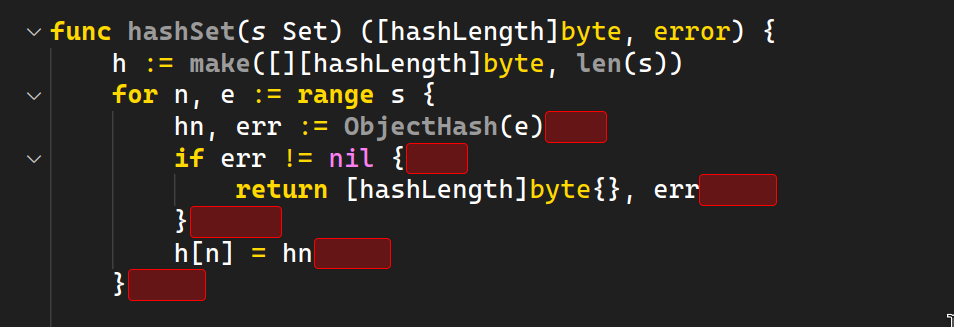 func hashSet(s Set) ([hashLength]byte, error) {
    h := make([][hashLength]byte, len(s))
    for n, e := range s {
        hn, err := ObjectHash(e)
        if err != nil {
            return [hashLength]byte{}, err
        }
        h[n] = hn
    }